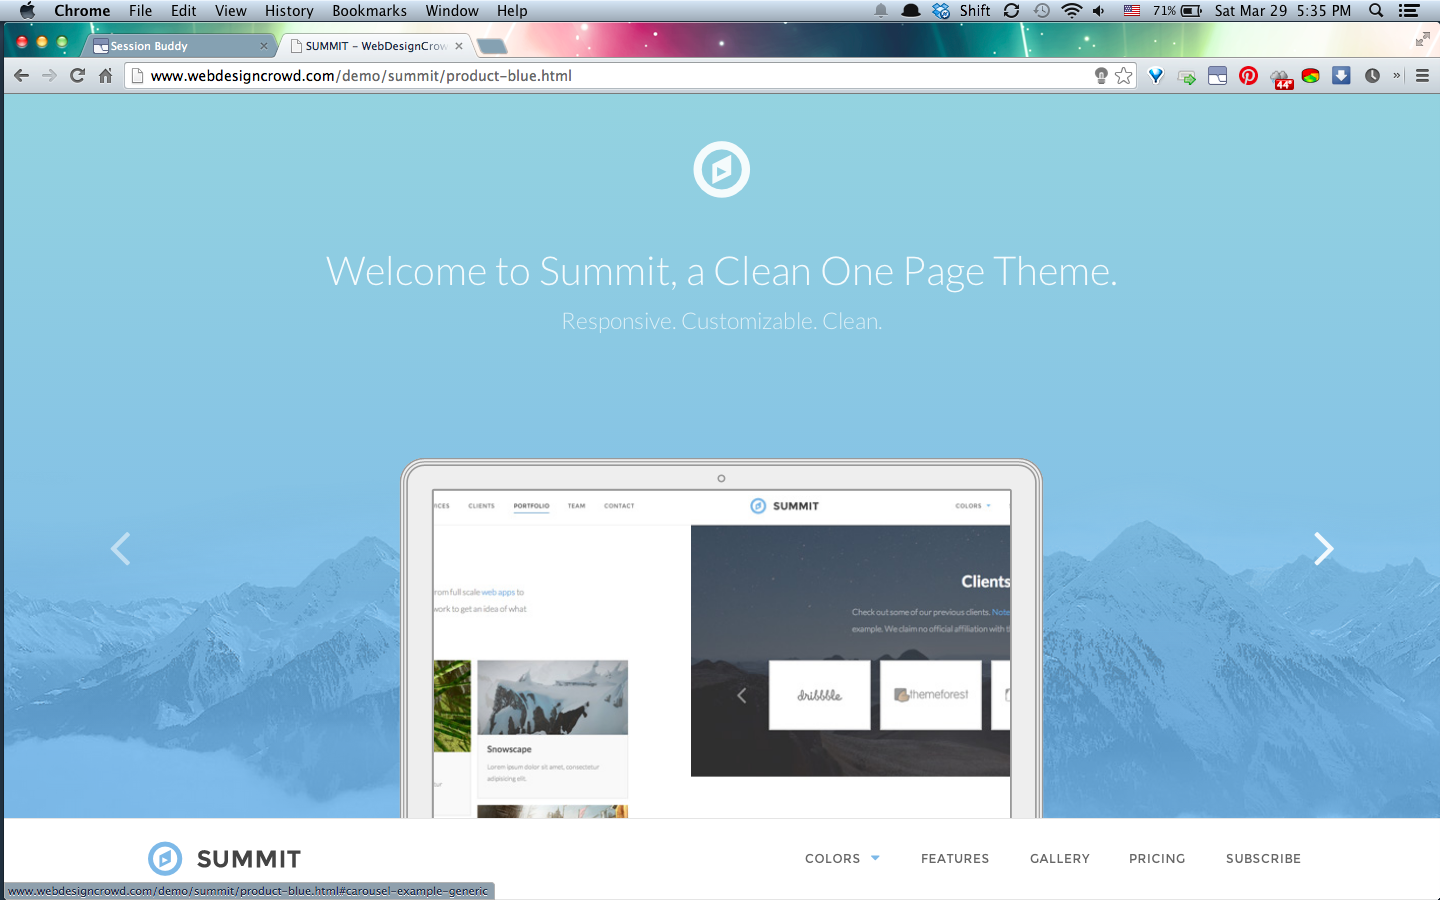 Chrome File Edit View History Bookmarks Window Help
Shift 71% Sat Mar 29 5:35 PM
Session Buddy
SUMMIT – WebDesignCrow
www.webdesigncrowd.com/demo/summit/product-blue.html
44°
»
Welcome to Summit, a Clean One Page Theme.
Responsive. Customizable. Clean.
ICES CLIENTS PORTFOLIO TEAM CONTACT
SUMMIT
COLORS
rom full scale web apps to
work to get an idea of what
Clients
Check out some of our previous clients. Note
example. We claim no official affiliation with th
dribbble
themeforest
Snowscape
Lorem ipsum dolor sit amet, consectetur
adipisicing elit.
tur
SUMMIT
COLORS FEATURES GALLERY PRICING SUBSCRIBE
www.webdesigncrowd.com/demo/summit/product-blue.html#carousel-example-generic